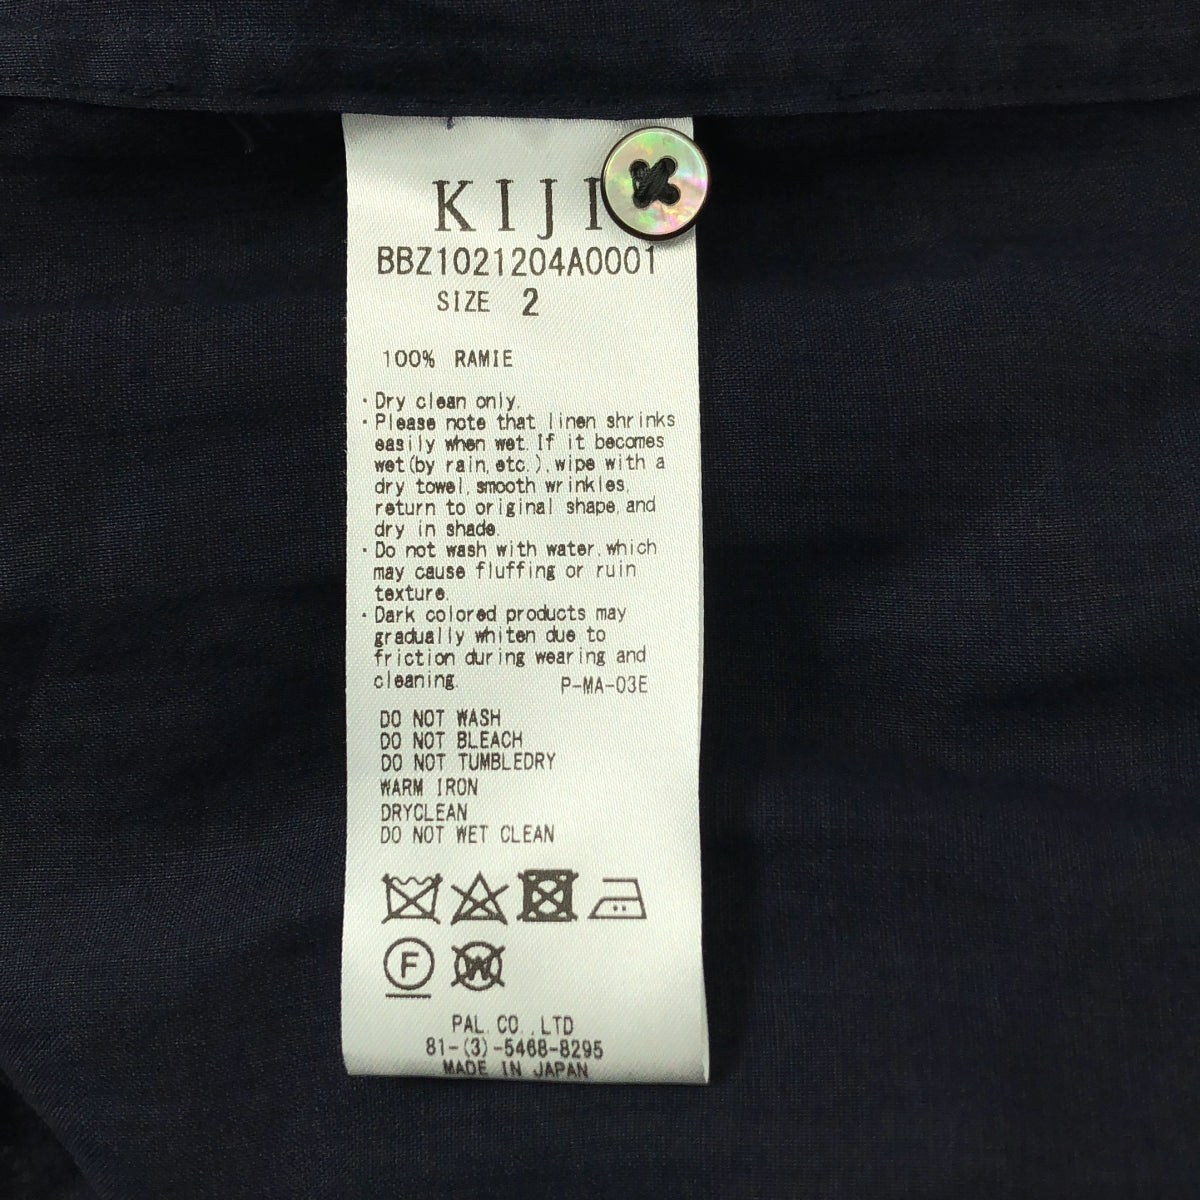 KIJI
BBZ1021204A0001
SIZE 2
100% RAMIE
・Dry clean only.
・Please note that linen shrinks
easily when wet. If it becomes
wet(by rain, etc.), wipe with a
dry towel, smooth wrinkles,
return to original shape, and
dry in shade.
・Do not wash with water, which
may cause fluffing or ruin
texture.
・Dark colored products may
gradually whiten due to
friction during wearing and
cleaning.
P-MA-03E
DO NOT WASH
DO NOT BLEACH
DO NOT TUMBLEDRY
WARM IRON
DRYCLEAN
DO NOT WET CLEAN
F W
PAL. CO., LTD
81-(3)-5468-8295
MADE IN JAPAN